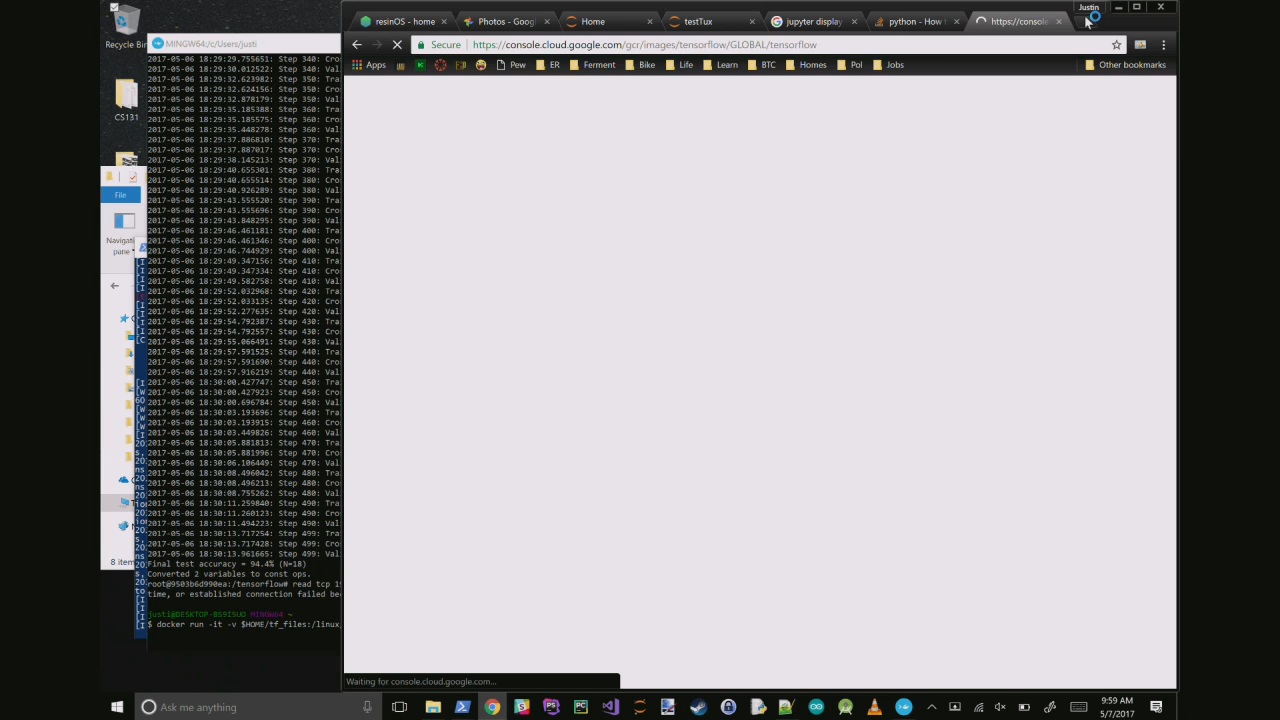 Justin
resinOS - home
Photos - Goog
Home
testTux
jupyter display
python - How
https://console
Secure
https://console.cloud.google.com/gcr/images/tensorflow/GLOBAL/tensorflow
Apps
Pew
ER
Ferment
Bike
Life
Learn
BTC
Homes
Pol
Jobs
Other bookmarks
Recycle Bin
CS131
File
Navigati
pane
8 item
MINGW64:/c/Users/justi
2017-05-06 18:29:29.755651: Step 340: Cro
2017-05-06 18:29:30.012522: Step 340: Val
2017-05-06 18:29:32.623982: Step 350: Tra
2017-05-06 18:29:32.624156: Step 350: Cro
2017-05-06 18:29:32.878179: Step 350: Val
2017-05-06 18:29:35.185388: Step 360: Tra
2017-05-06 18:29:35.185575: Step 360: Cro
2017-05-06 18:29:35.448278: Step 360: Val
2017-05-06 18:29:37.886810: Step 370: Tra
2017-05-06 18:29:37.887017: Step 370: Cro
2017-05-06 18:29:38.145213: Step 370: Val
2017-05-06 18:29:40.655301: Step 380: Tra
2017-05-06 18:29:40.655514: Step 380: Cro
2017-05-06 18:29:40.926289: Step 380: Val
2017-05-06 18:29:43.555520: Step 390: Tra
2017-05-06 18:29:43.555696: Step 390: Cro
2017-05-06 18:29:43.848295: Step 390: Val
2017-05-06 18:29:46.461181: Step 400: Tra
2017-05-06 18:29:46.461346: Step 400: Cro
2017-05-06 18:29:46.744929: Step 400: Val
2017-05-06 18:29:49.347156: Step 410: Tra
2017-05-06 18:29:49.347334: Step 410: Cro
2017-05-06 18:29:49.582758: Step 410: Val
2017-05-06 18:29:52.032968: Step 420: Tra
2017-05-06 18:29:52.033135: Step 420: Cro
2017-05-06 18:29:52.277635: Step 420: Val
2017-05-06 18:29:54.792387: Step 430: Tra
2017-05-06 18:29:54.792557: Step 430: Cro
2017-05-06 18:29:55.066491: Step 430: Val
2017-05-06 18:29:57.591525: Step 440: Tra
2017-05-06 18:29:57.591690: Step 440: Cro
2017-05-06 18:29:57.916219: Step 440: Val
2017-05-06 18:30:00.427747: Step 450: Tra
2017-05-06 18:30:00.427923: Step 450: Cro
2017-05-06 18:30:00.696784: Step 450: Val
2017-05-06 18:30:03.193696: Step 460: Tra
2017-05-06 18:30:03.193915: Step 460: Cro
2017-05-06 18:30:03.449826: Step 460: Val
2017-05-06 18:30:05.881813: Step 470: Tra
2017-05-06 18:30:05.881996: Step 470: Cro
2017-05-06 18:30:06.106449: Step 470: Val
2017-05-06 18:30:08.496042: Step 480: Tra
2017-05-06 18:30:08.496213: Step 480: Cro
2017-05-06 18:30:08.755262: Step 480: Val
2017-05-06 18:30:11.259840: Step 490: Tra
2017-05-06 18:30:11.260123: Step 490: Cro
2017-05-06 18:30:11.494223: Step 490: Val
2017-05-06 18:30:13.717254: Step 499: Tra
2017-05-06 18:30:13.717428: Step 499: Cro
2017-05-06 18:30:13.961665: Step 499: Val
Final test accuracy = 94.4% (N=18)
Converted 2 variables to const ops.
root@9503b6d990ea:/tensorflow# read tcp 19
time, or established connection failed bec
justi@DESKTOP-BS9I5UO MINGW64 ~
$ docker run -it -v $HOME/tf_files:/linux
Waiting for console.cloud.google.com...
Ask me anything
9:59 AM
5/7/2017